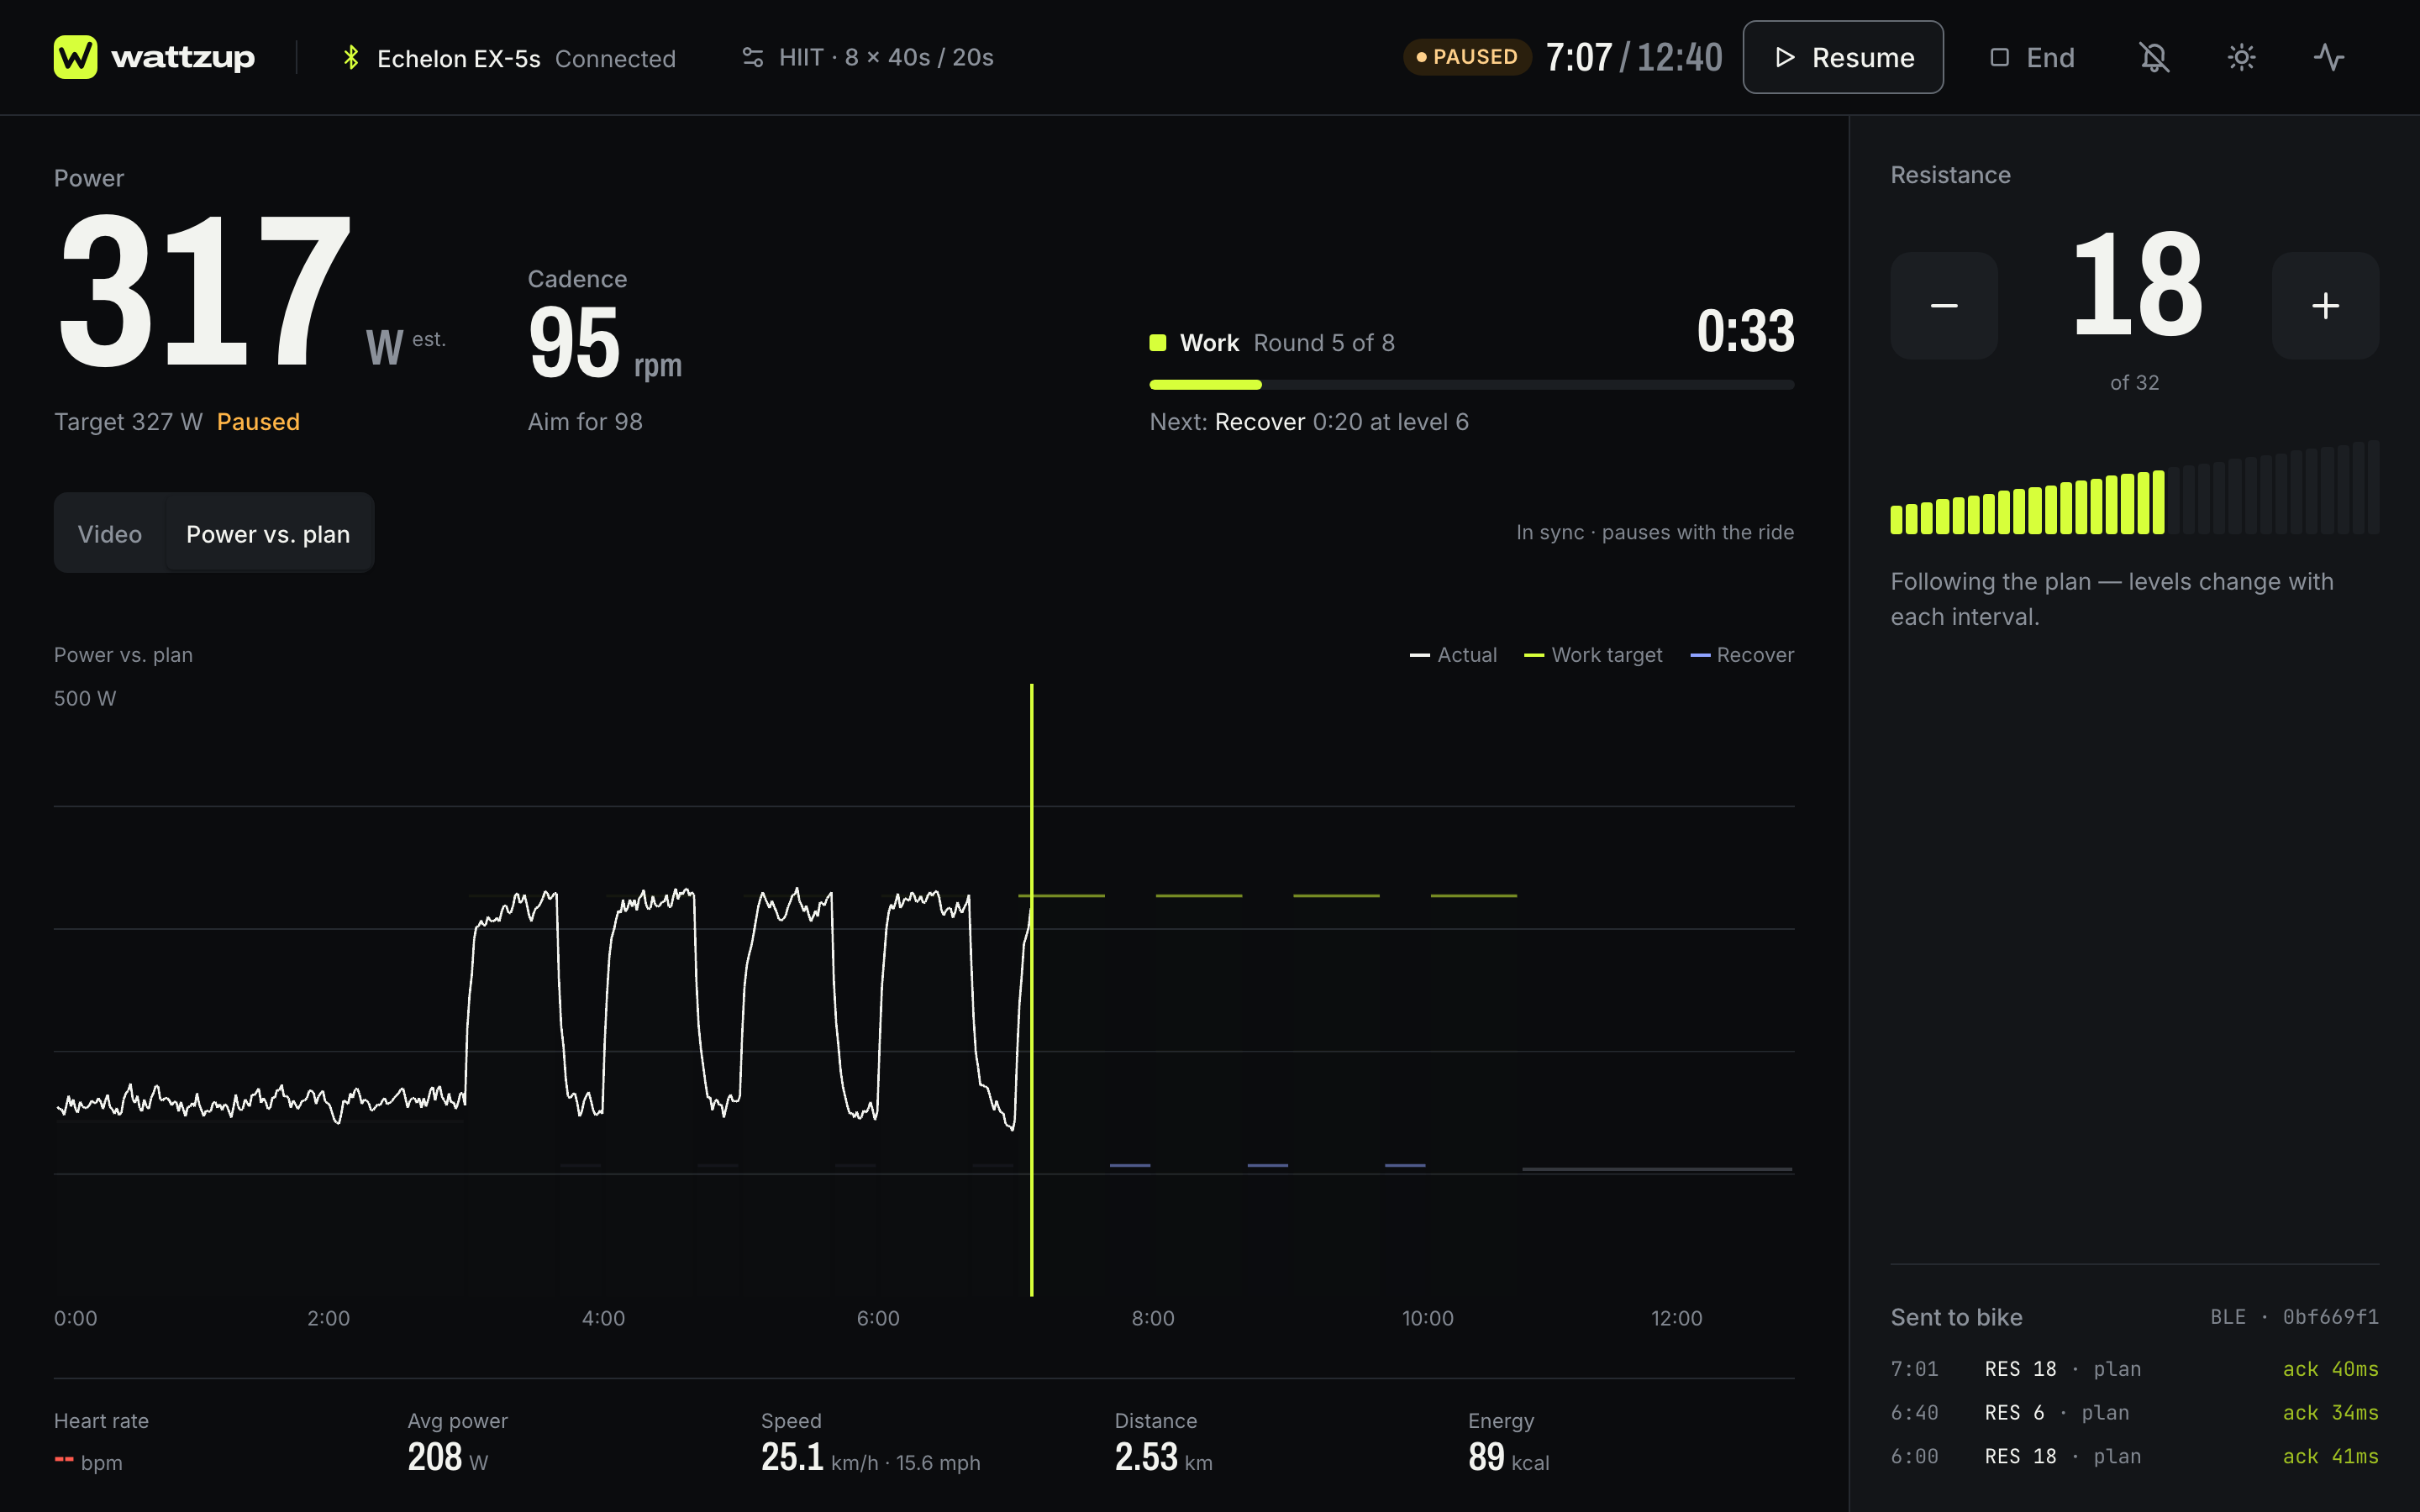 wattzup
Echelon EX-5s Connected
HIIT · 8 × 40s / 20s
PAUSED 7:07 / 12:40
Resume
End
Power
317 W est.
Target 327 W Paused
Cadence
95 rpm
Aim for 98
Work Round 5 of 8 0:33
Next: Recover 0:20 at level 6
Video Power vs. plan
In sync · pauses with the ride
Power vs. plan
Actual Work target Recover
500 W
0:00 2:00 4:00 6:00 8:00 10:00 12:00
Heart rate
-- bpm
Avg power
208 W
Speed
25.1 km/h · 15.6 mph
Distance
2.53 km
Energy
89 kcal
Resistance
− 18 +
of 32
Following the plan — levels change with
each interval.
Sent to bike BLE · 0bf669f1
7:01 RES 18 · plan ack 40ms
6:40 RES 6 · plan ack 34ms
6:00 RES 18 · plan ack 41ms